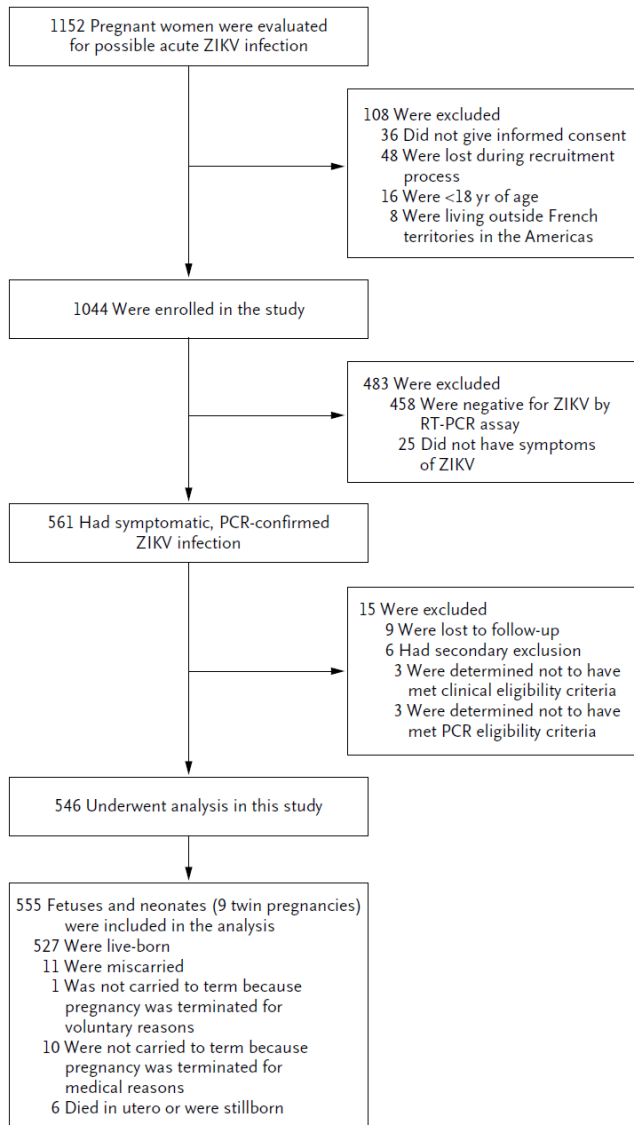 1152 Pregnant women were evaluated
for possible acute ZIKV infection
108 Were excluded
36 Did not give informed consent
48 Were lost during recruitment
process
16 Were <18 yr of age
8 Were living outside French
territories in the Americas
1044 Were enrolled in the study
483 Were excluded
458 Were negative for ZIKV by
RT-PCR assay
25 Did not have symptoms
of ZIKV
561 Had symptomatic, PCR-confirmed
ZIKV infection
15 Were excluded
9 Were lost to follow-up
6 Had secondary exclusion
3 Were determined not to have
met clinical eligibility criteria
3 Were determined not to have
met PCR eligibility criteria
546 Underwent analysis in this study
555 Fetuses and neonates (9 twin pregnancies)
were included in the analysis
527 Were live-born
11 Were miscarried
1 Was not carried to term because
pregnancy was terminated for
voluntary reasons
10 Were not carried to term because
pregnancy was terminated for
medical reasons
6 Died in utero or were stillborn